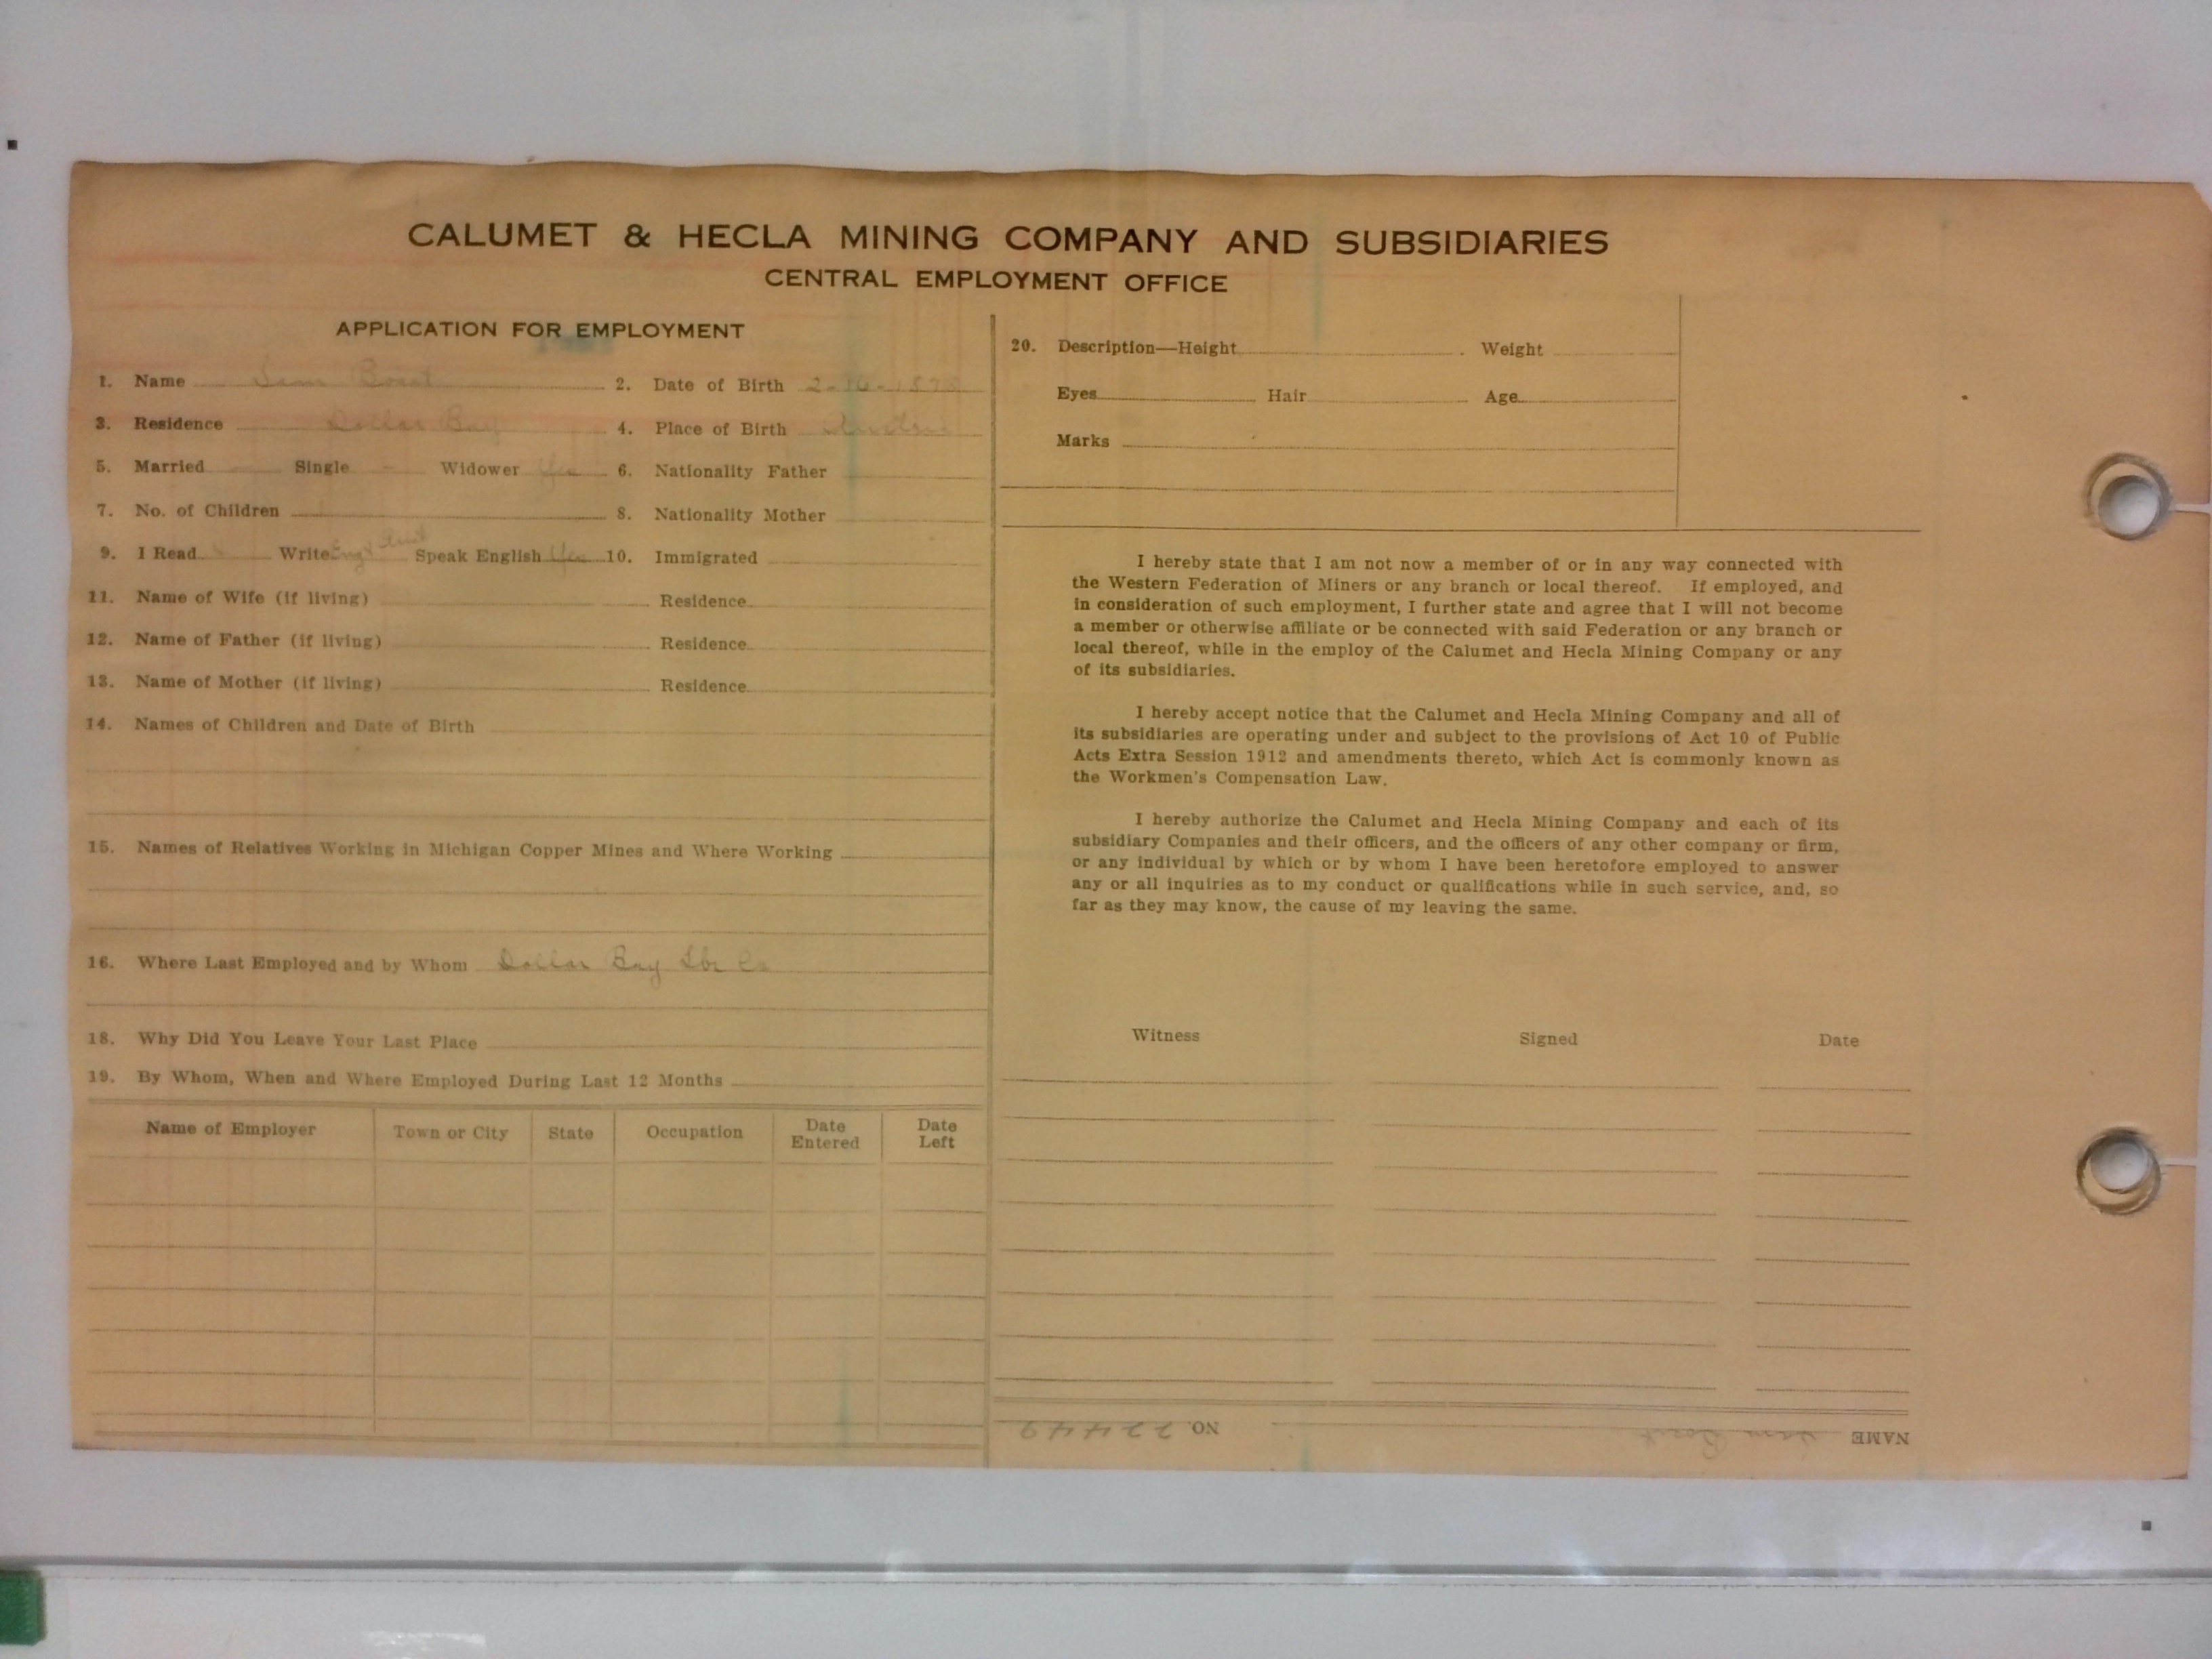 CALUMET & HECLA MINING COMPANY AND SUBSIDIARIES
CENTRAL EMPLOYMENT OFFICE
APPLICATION FOR EMPLOYMENT
1. Name 2. Date of Birth
3. Residence Dollar Bay 4. Place of Birth
5. Married Single Widower Yes 6. Nationality Father
7. No. of Children 8. Nationality Mother
9. I Read Write Eng & Aust Speak English Yes 10. Immigrated
11. Name of Wife (if living) Residence
12. Name of Father (if living) Residence
13. Name of Mother (if living) Residence
14. Names of Children and Date of Birth
15. Names of Relatives Working in Michigan Copper Mines and Where Working
16. Where Last Employed and by Whom Dollar Bay Lbr Co
18. Why Did You Leave Your Last Place
19. By Whom, When and Where Employed During Last 12 Months
Name of Employer Town or City State Occupation Date Entered Date Left
20. Description—Height Weight
Eyes Hair Age
Marks
I hereby state that I am not now a member of or in any way connected with
the Western Federation of Miners or any branch or local thereof. If employed, and
in consideration of such employment, I further state and agree that I will not become
a member or otherwise affiliate or be connected with said Federation or any branch or
local thereof, while in the employ of the Calumet and Hecla Mining Company or any
of its subsidiaries.
I hereby accept notice that the Calumet and Hecla Mining Company and all of
its subsidiaries are operating under and subject to the provisions of Act 10 of Public
Acts Extra Session 1912 and amendments thereto, which Act is commonly known as
the Workmen's Compensation Law.
I hereby authorize the Calumet and Hecla Mining Company and each of its
subsidiary Companies and their officers, and the officers of any other company or firm,
or any individual by which or by whom I have been heretofore employed to answer
any or all inquiries as to my conduct or qualifications while in such service, and, so
far as they may know, the cause of my leaving the same.
Witness Signed Date
NAME NO. 22449